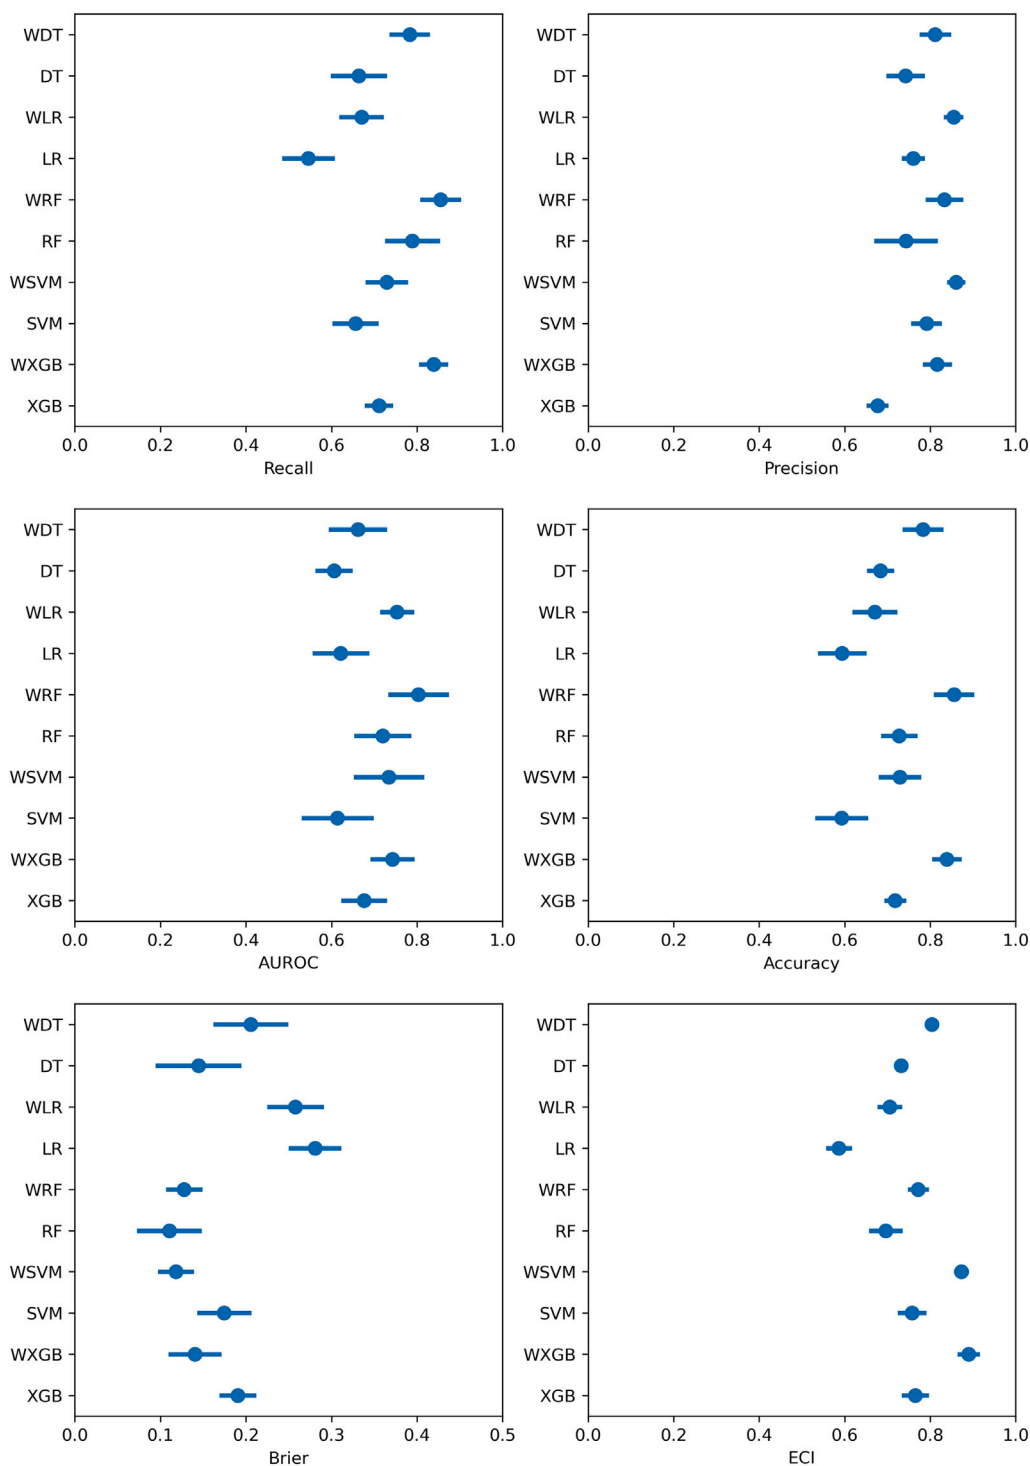 WDT
DT
WLR
LR
WRF
RF
WSVM
SVM
WXGB
XGB
0.0 0.2 0.4 0.6 0.8 1.0
Recall
WDT
DT
WLR
LR
WRF
RF
WSVM
SVM
WXGB
XGB
0.0 0.2 0.4 0.6 0.8 1.0
Precision
WDT
DT
WLR
LR
WRF
RF
WSVM
SVM
WXGB
XGB
0.0 0.2 0.4 0.6 0.8 1.0
AUROC
WDT
DT
WLR
LR
WRF
RF
WSVM
SVM
WXGB
XGB
0.0 0.2 0.4 0.6 0.8 1.0
Accuracy
WDT
DT
WLR
LR
WRF
RF
WSVM
SVM
WXGB
XGB
0.0 0.1 0.2 0.3 0.4 0.5
Brier
WDT
DT
WLR
LR
WRF
RF
WSVM
SVM
WXGB
XGB
0.0 0.2 0.4 0.6 0.8 1.0
ECI